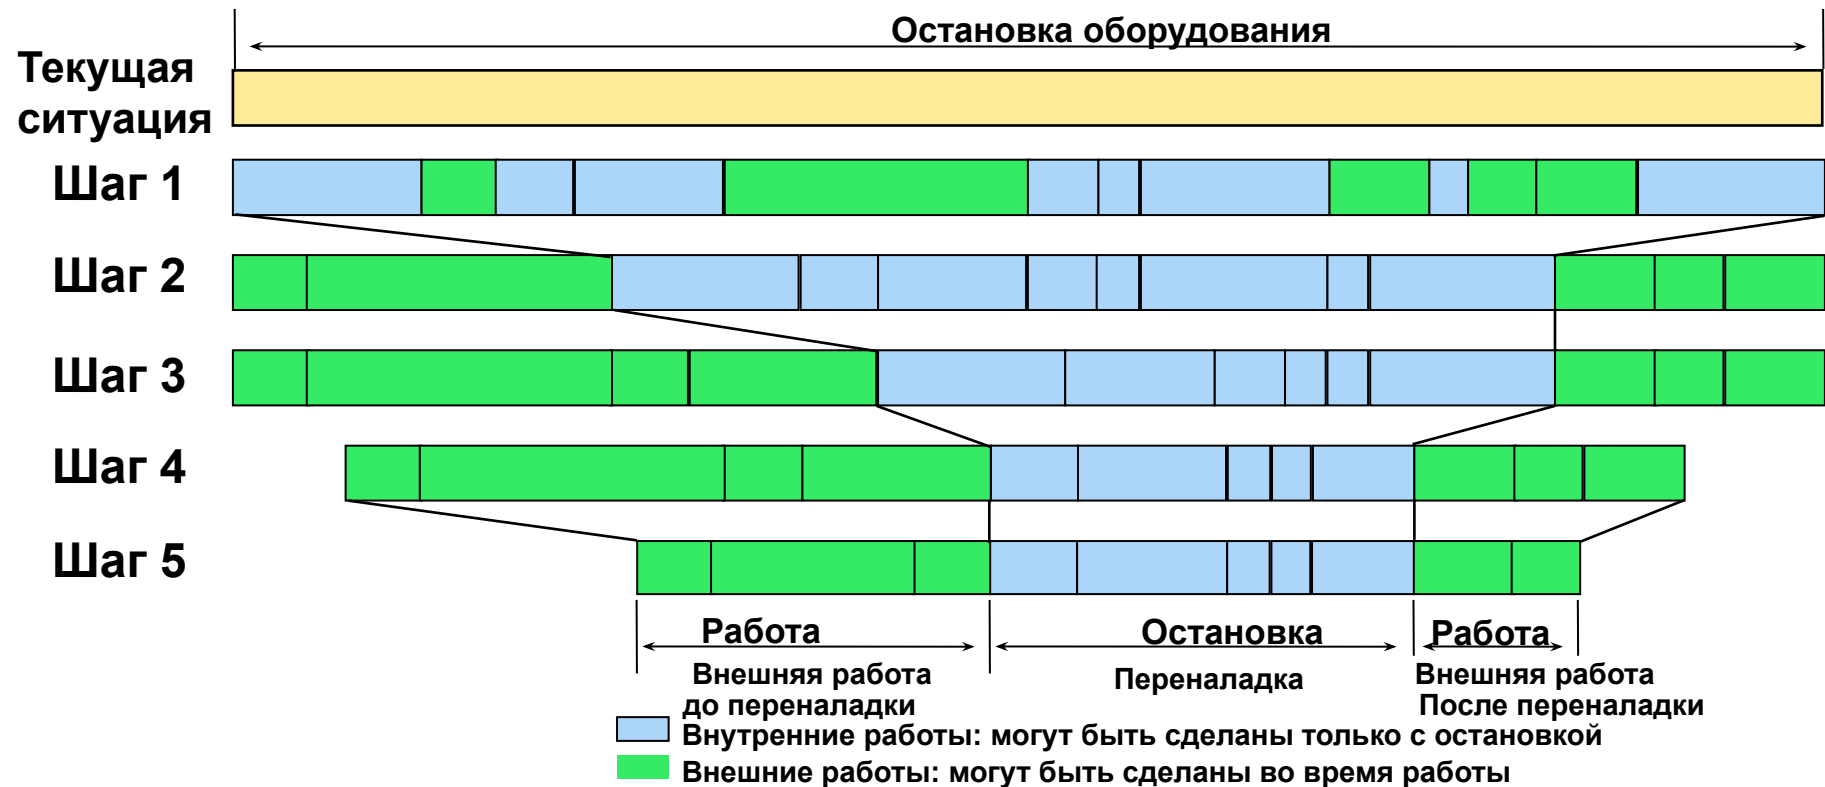 Остановка оборудования
Текущая
ситуация
Шаг 1
Шаг 2
Шаг 3
Шаг 4
Шаг 5
Работа
Остановка
Работа
Внешняя работа
до переналадки
Переналадка
Внешняя работа
После переналадки
Внутренние работы: могут быть сделаны только с остановкой
Внешние работы: могут быть сделаны во время работы